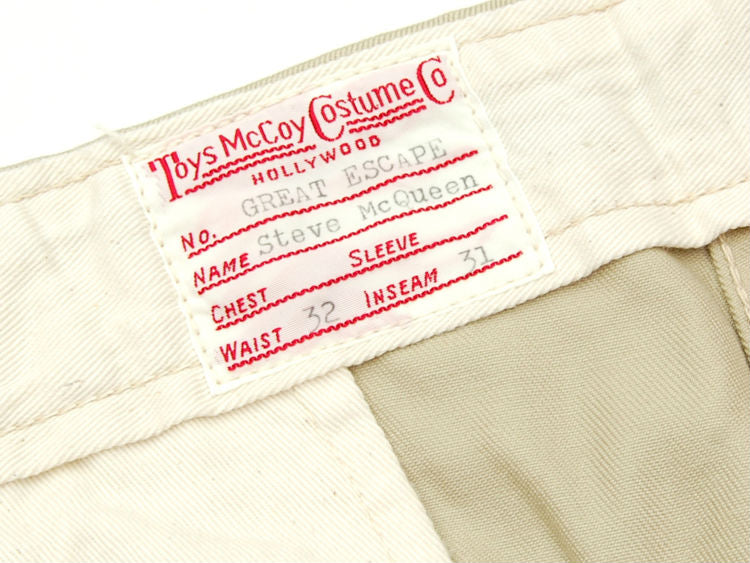 Toys McCoy Costume Co
HOLLYWOOD
NO. GREAT ESCAPE
NAME Steve McQueen
CHEST SLEEVE
WAIST 32 INSEAM 31